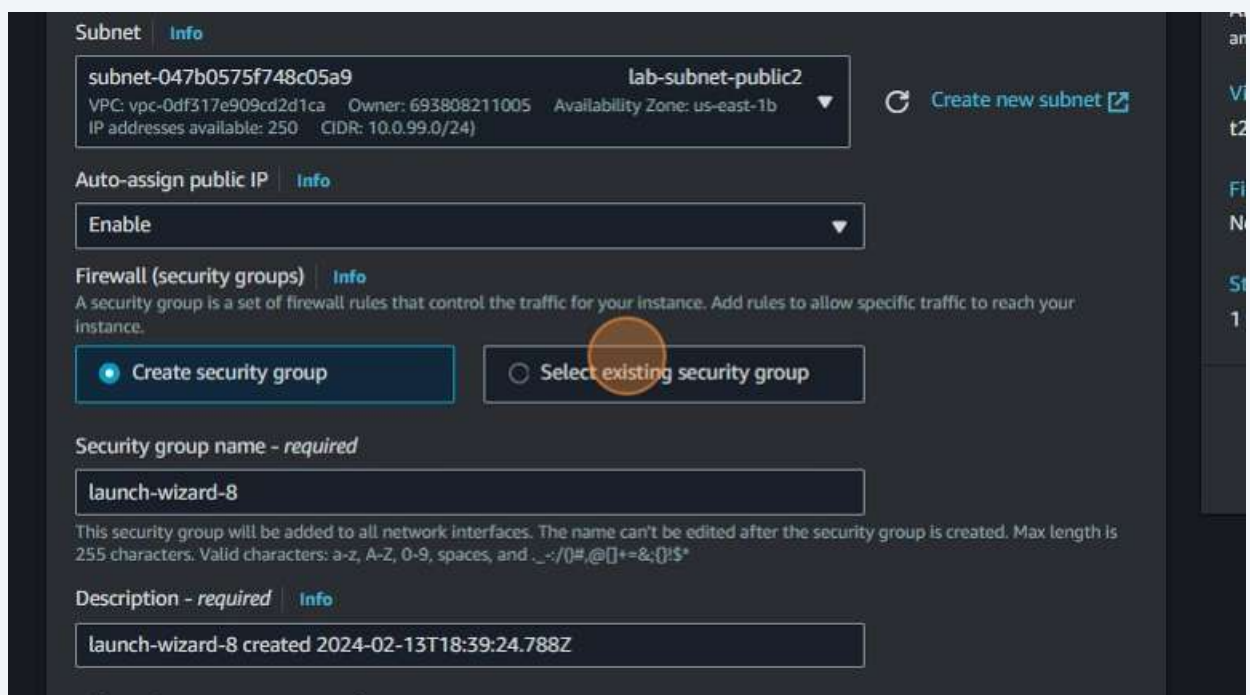 Subnet Info
subnet-047b0575f748c05a9 lab-subnet-public2
VPC: vpc-0df317e909cd2d1ca Owner: 693808211005 Availability Zone: us-east-1b
IP addresses available: 250 CIDR: 10.0.99.0/24)
Create new subnet
Auto-assign public IP Info
Enable
Firewall (security groups) Info
A security group is a set of firewall rules that control the traffic for your instance. Add rules to allow specific traffic to reach your
instance.
Create security group
Select existing security group
Security group name - required
launch-wizard-8
This security group will be added to all network interfaces. The name can't be edited after the security group is created. Max length is
255 characters. Valid characters: a-z, A-Z, 0-9, spaces, and ._-:/()#,@[]+=&;{}!$*
Description - required Info
launch-wizard-8 created 2024-02-13T18:39:24.788Z
1